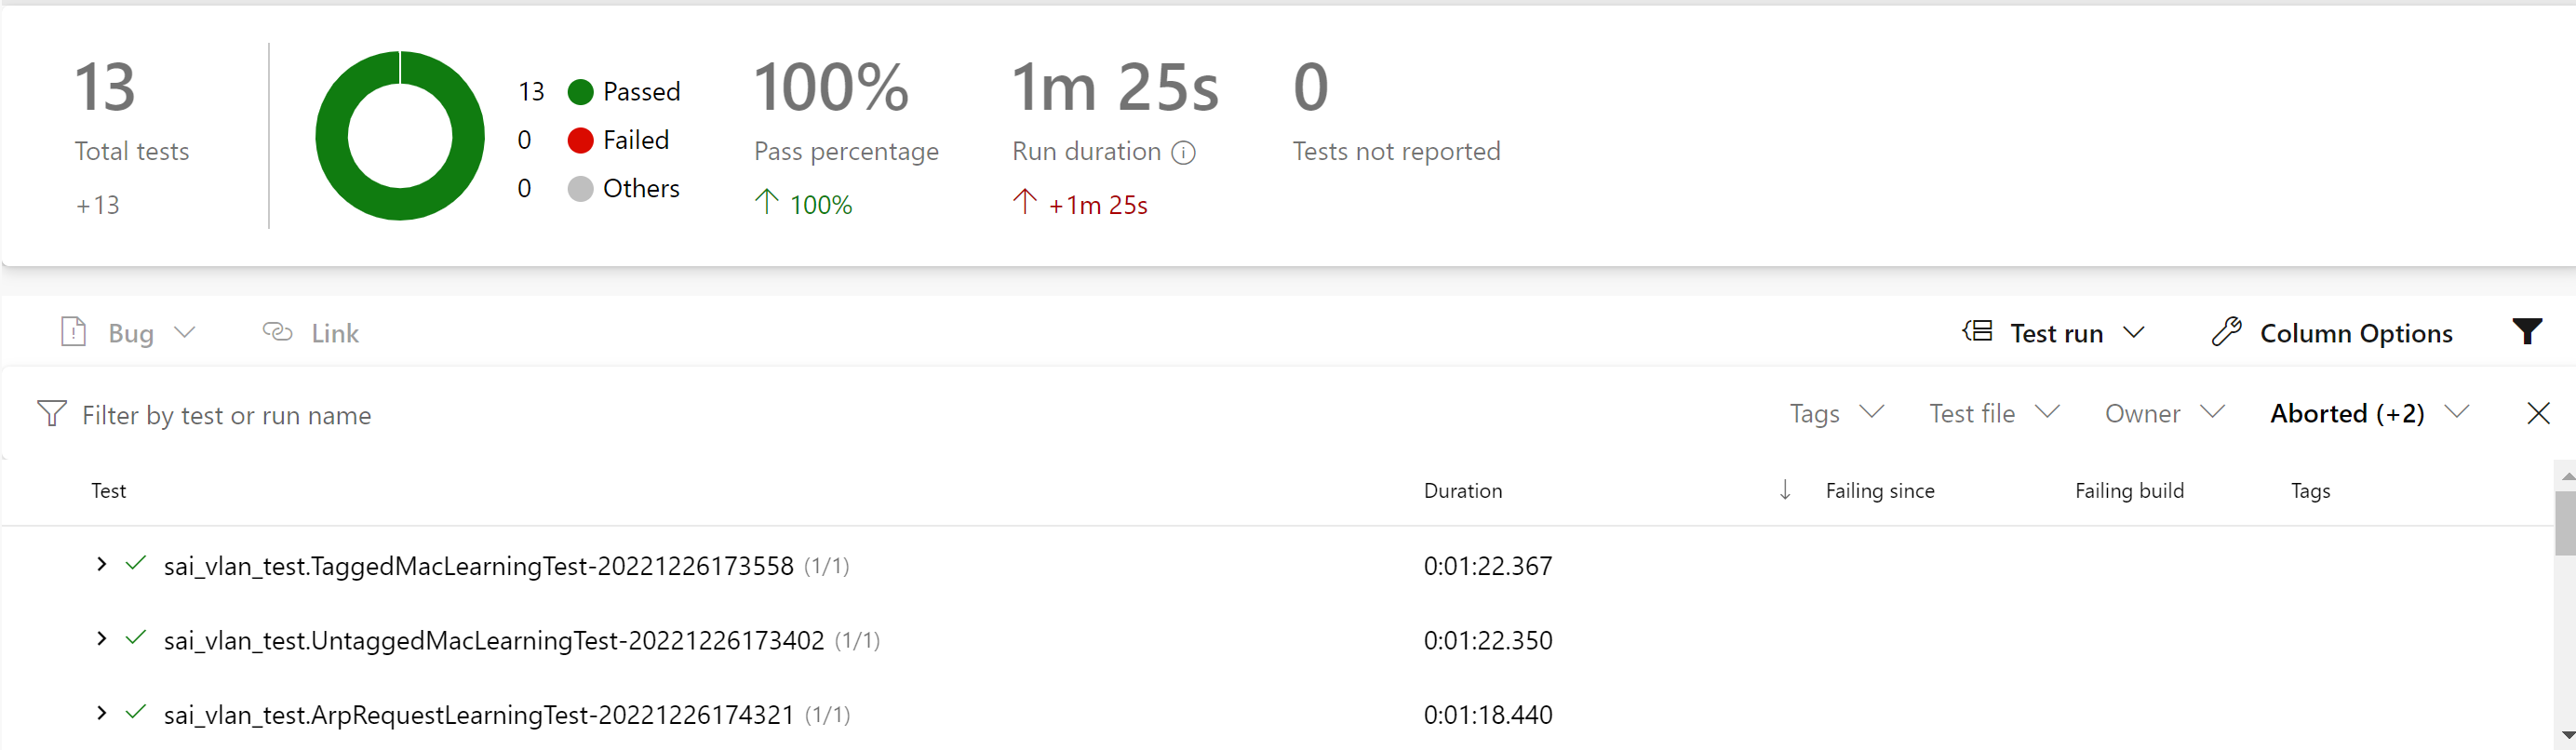 13
Total tests
+13
13 Passed
0 Failed
0 Others
100%
Pass percentage
100%
1m 25s
Run duration
+1m 25s
0
Tests not reported
Bug
Link
Test run
Column Options
Filter by test or run name
Tags
Test file
Owner
Aborted (+2)
Test
Duration
Failing since
Failing build
Tags
sai_vlan_test.TaggedMacLearningTest-20221226173558 (1/1) 0:01:22.367
sai_vlan_test.UntaggedMacLearningTest-20221226173402 (1/1) 0:01:22.350
sai_vlan_test.ArpRequestLearningTest-20221226174321 (1/1) 0:01:18.440